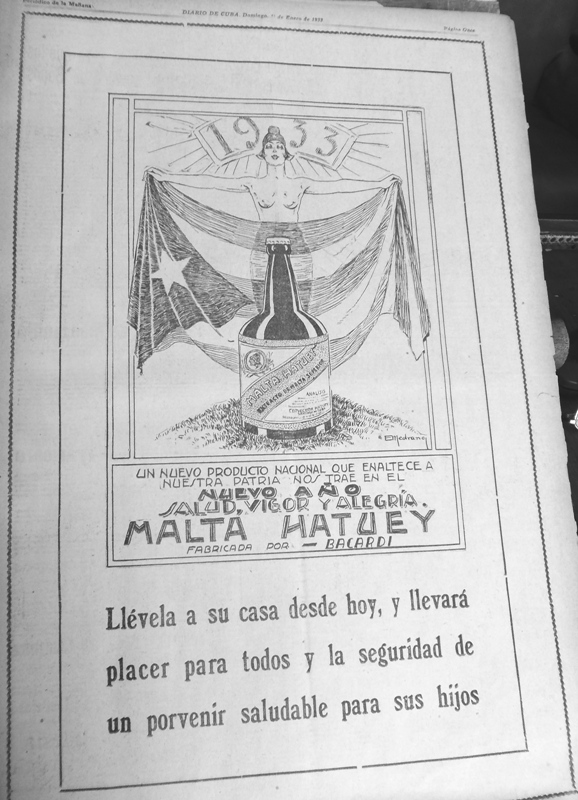 Periódico de la Mañana
DIARIO DE CUBA, Domingo, 1º de Enero de 1933
Página Once
1933
MALTA-HATUEY
EXTRACTO DE MALTA SUPERIOR
E Medrano
UN NUEVO PRODUCTO NACIONAL QUE ENALTECE A
NUESTRA PATRIA NOS TRAE EN EL
NUEVO AÑO
SALUD, VIGOR Y ALEGRÍA.
MALTA HATUEY
FABRICADA POR - BACARDI
Llévela a su casa desde hoy, y llevará
placer para todos y la seguridad de
un porvenir saludable para sus hijos